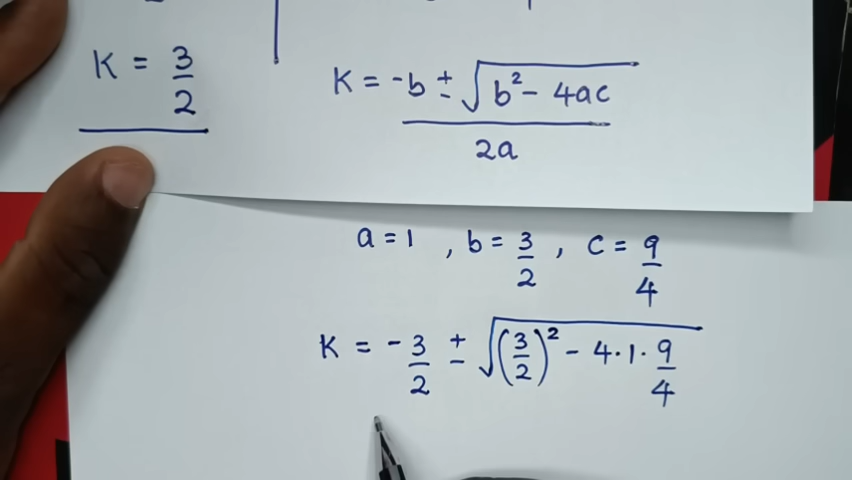 K = 3/2
K = -b ± √(b² - 4ac) / 2a
a = 1 , b = 3/2 , c = 9/4
K = - 3/2 ± √((3/2)² - 4·1·9/4)